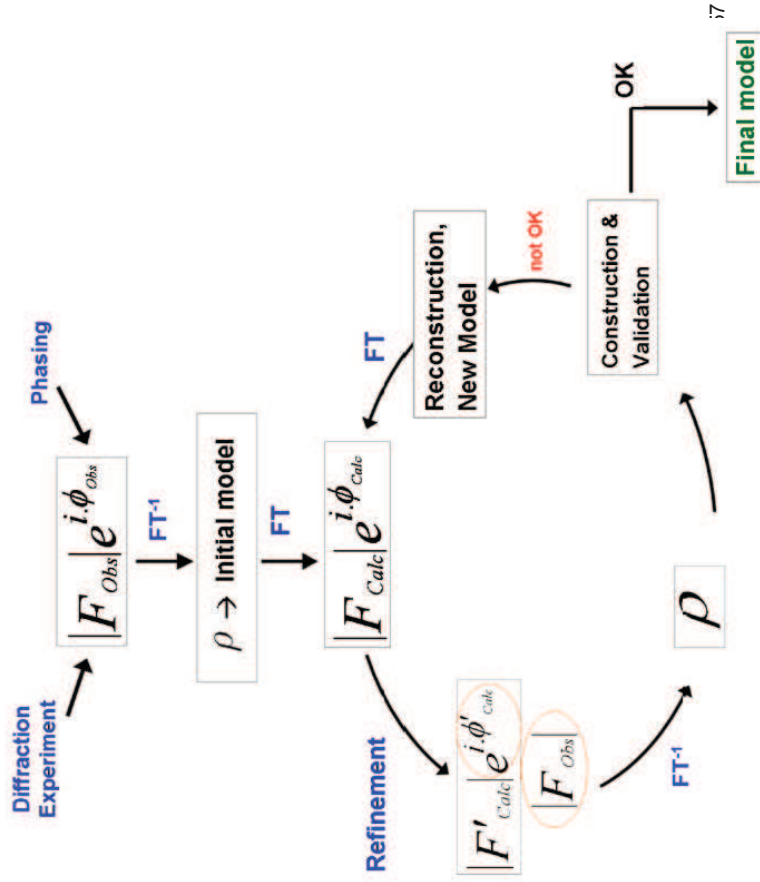 Diffraction
Experiment
Phasing
|F_Obs| e^{i.ϕ_Obs}
FT-1
ρ → Initial model
FT
|F_Calc| e^{i.ϕ_Calc}
FT
Refinement
Reconstruction,
New Model
|F'_Calc| e^{i.ϕ'_Calc}
|F_Obs|
not OK
FT-1
ρ
Construction &
Validation
OK
Final model